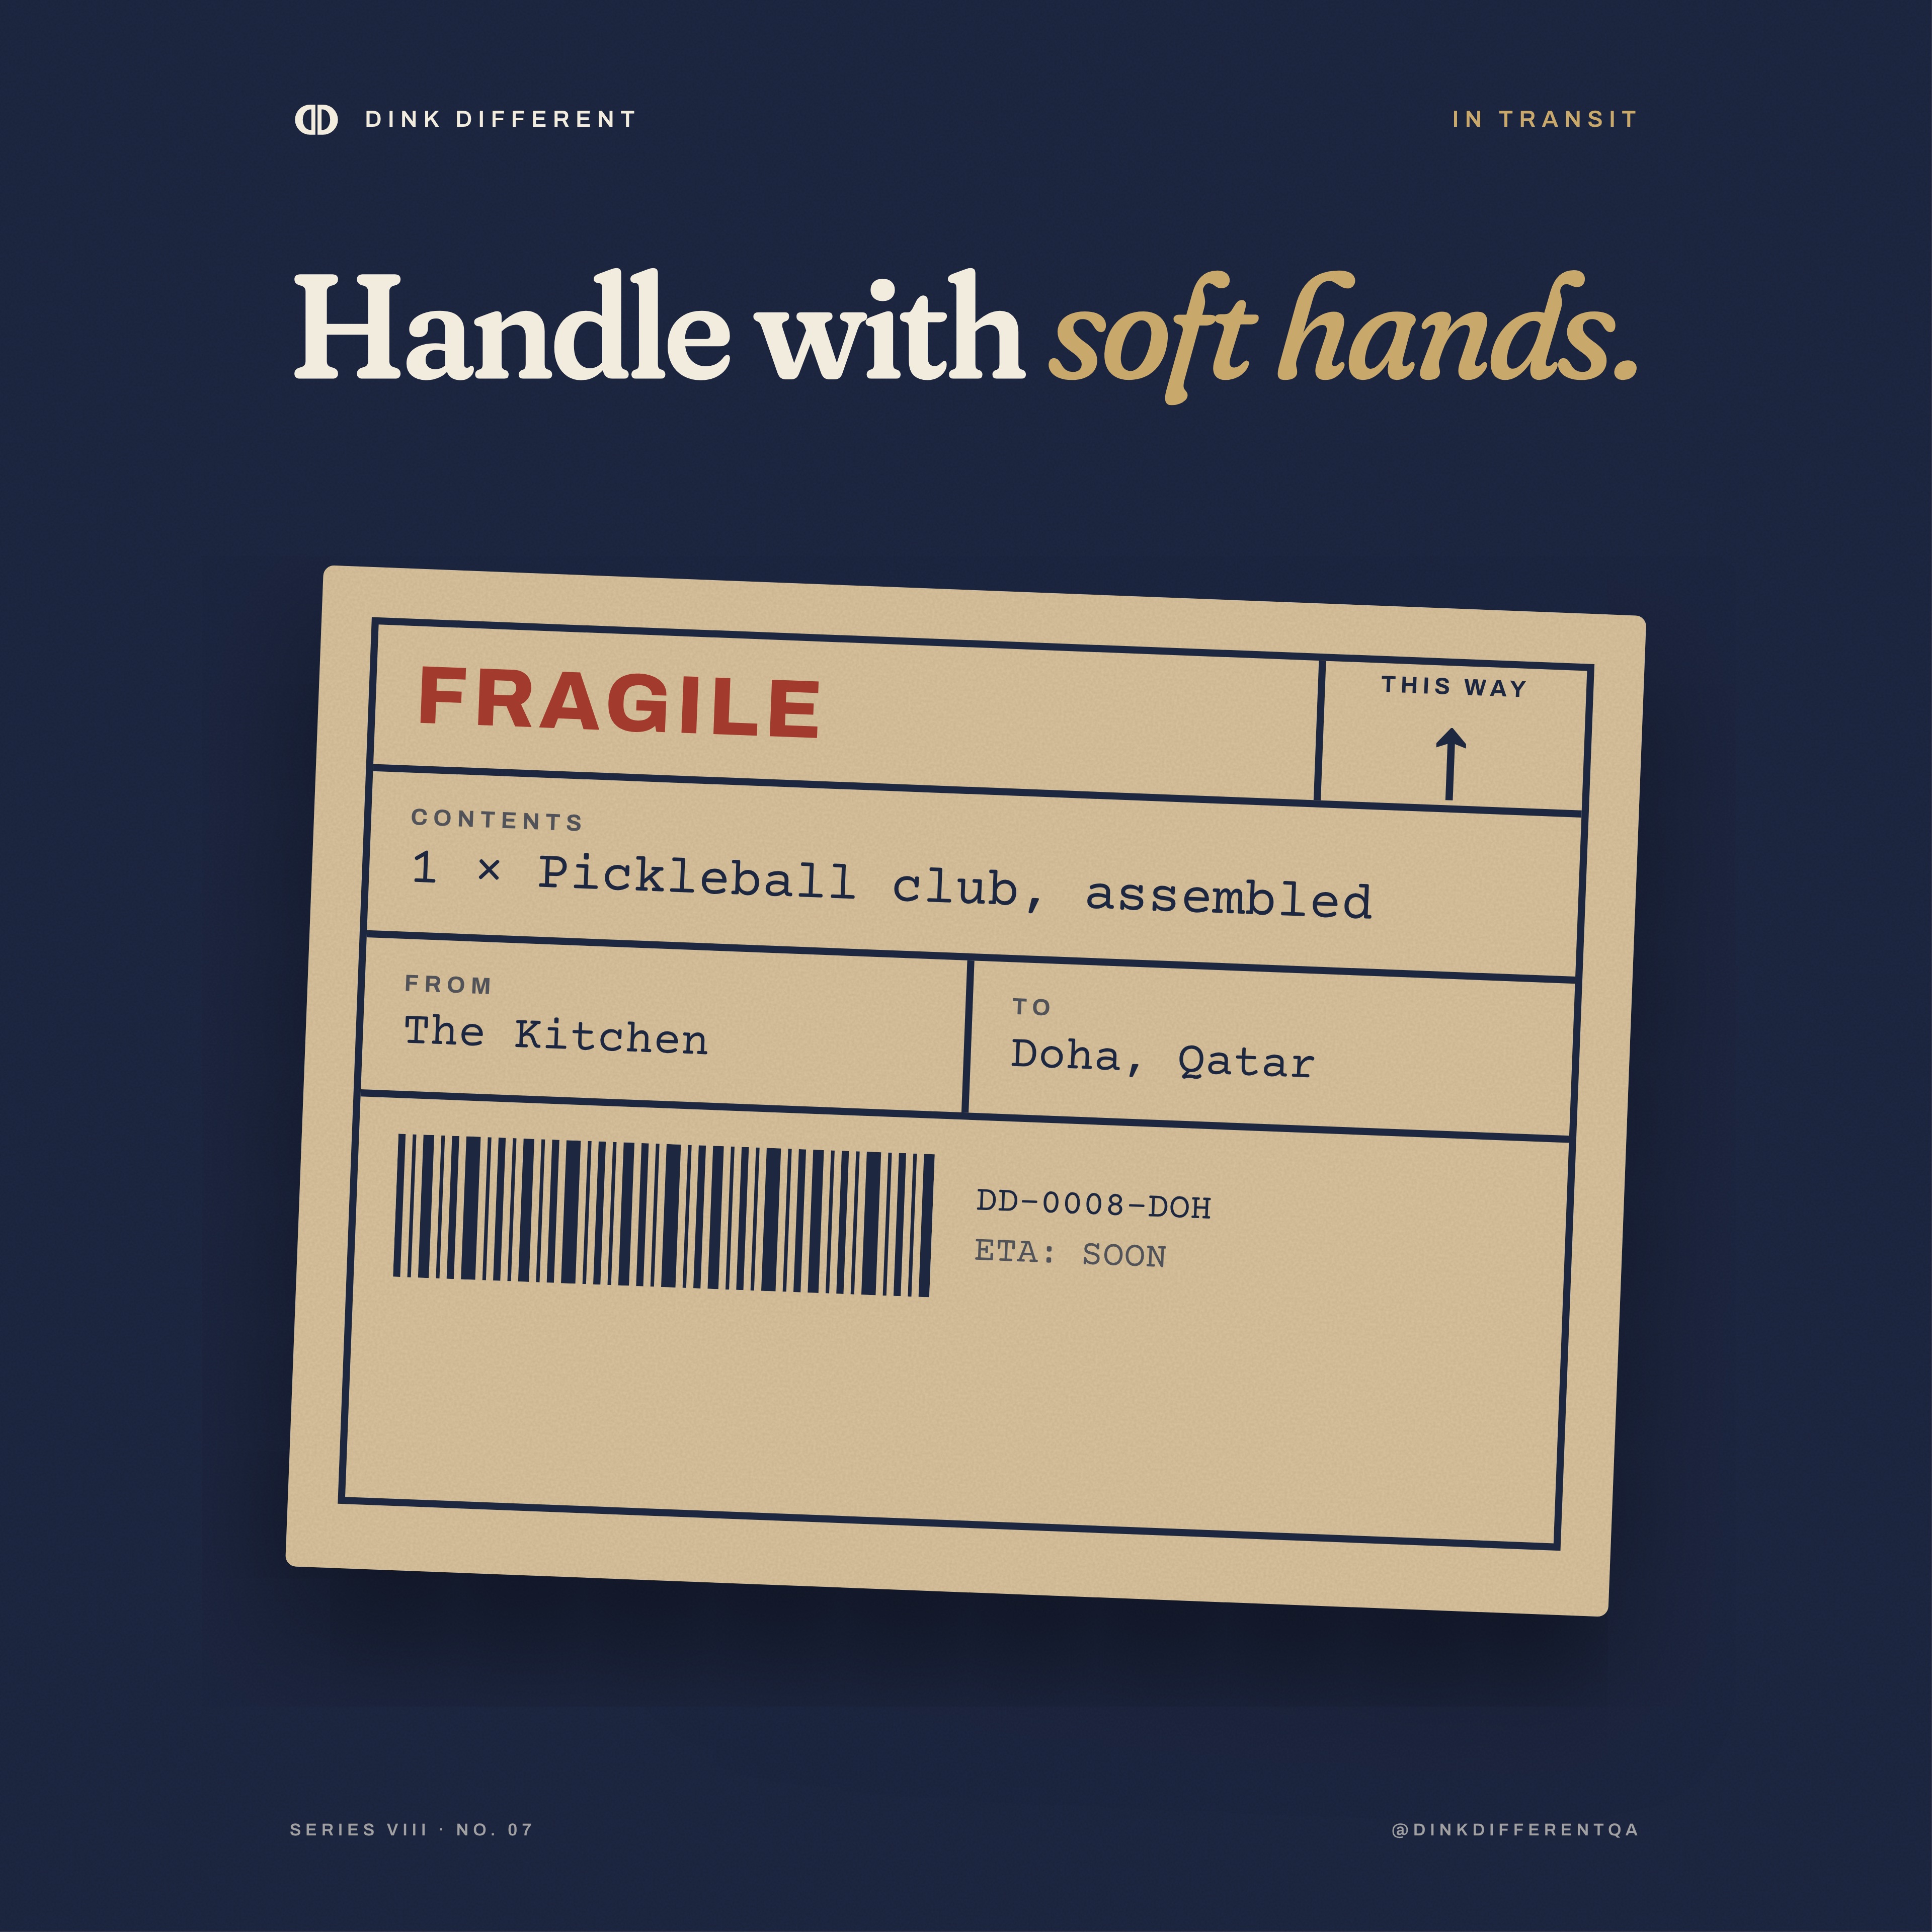 DINK DIFFERENT
IN TRANSIT
Handle with soft hands.
FRAGILE
THIS WAY
↑
CONTENTS
1 × Pickleball club, assembled
FROM
The Kitchen
TO
Doha, Qatar
DD-0008-DOH
ETA: SOON
SERIES VIII · NO. 07
@DINKDIFFERENTQA